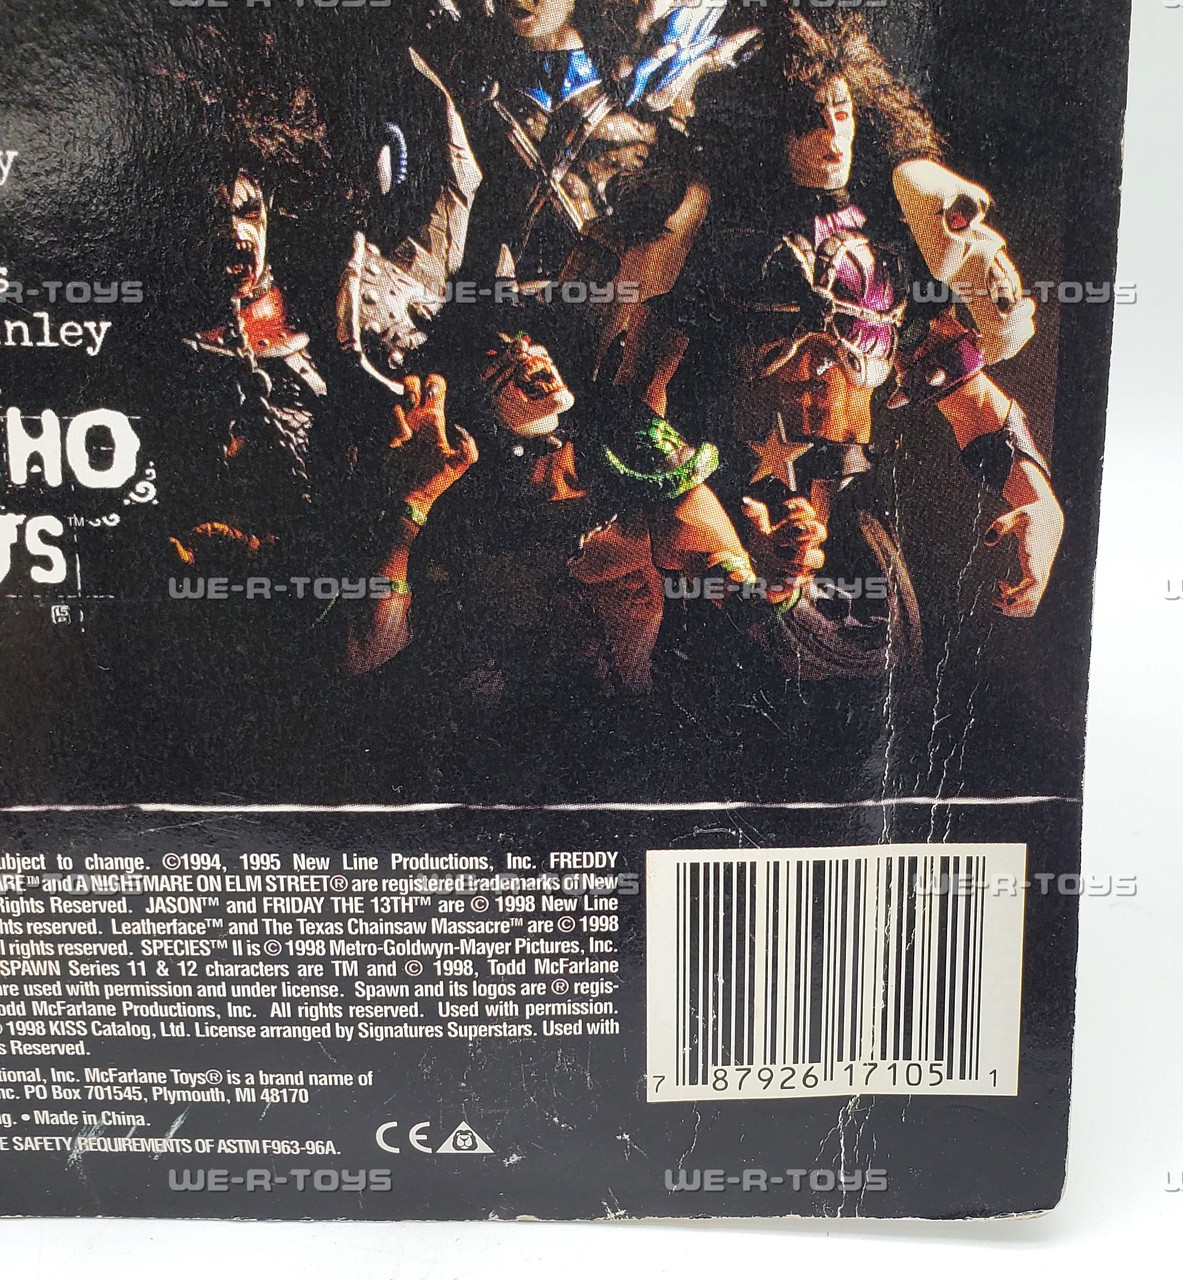 y
s
nley
HO
US™
ubject to change. ©1994, 1995 New Line Productions, Inc. FREDDY
ARE™ and A NIGHTMARE ON ELM STREET® are registered trademarks of New
Rights Reserved. JASON™ and FRIDAY THE 13TH™ are © 1998 New Line
hts reserved. Leatherface™ and The Texas Chainsaw Massacre™ are © 1998
ll rights reserved. SPECIES™ II is © 1998 Metro-Goldwyn-Mayer Pictures, Inc.
SPAWN Series 11 & 12 characters are TM and © 1998, Todd McFarlane
are used with permission and under license. Spawn and its logos are ® regis-
odd McFarlane Productions, Inc. All rights reserved. Used with permission.
© 1998 KISS Catalog, Ltd. License arranged by Signatures Superstars. Used with
s Reserved.
tional, Inc. McFarlane Toys® is a brand name of
nc. PO Box 701545, Plymouth, MI 48170
ng. • Made in China.
E SAFETY REQUIREMENTS OF ASTM F963-96A.
CE
7 87926 17105 1
WE-R-TOYS